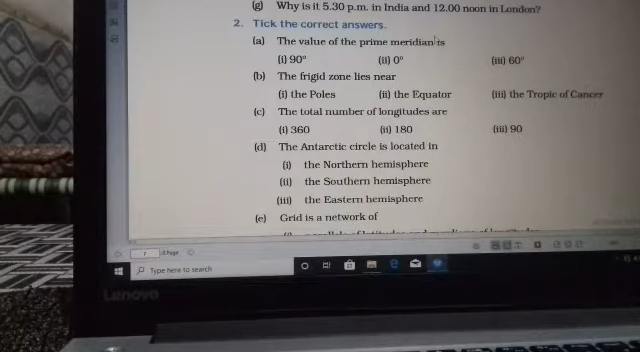 (g) Why is it 5.30 p.m. in India and 12.00 noon in London?
2. Tick the correct answers.
(a) The value of the prime meridian is
(i) 90° (ii) 0° (iii) 60°
(b) The frigid zone lies near
(i) the Poles (ii) the Equator (iii) the Tropic of Cancer
(c) The total number of longitudes are
(i) 360 (ii) 180 (iii) 90
(d) The Antarctic circle is located in
(i) the Northern hemisphere
(ii) the Southern hemisphere
(iii) the Eastern hemisphere
(e) Grid is a network of
Type here to search
Lenovo